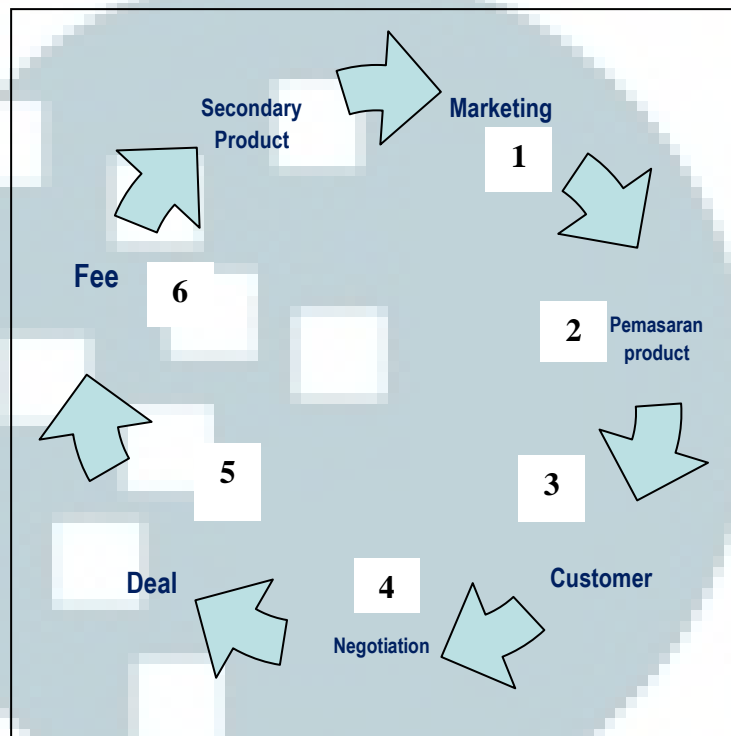 Secondary
Product
Marketing
1
2
Pemasaran
product
3
Customer
4
Negotiation
5
Deal
6
Fee